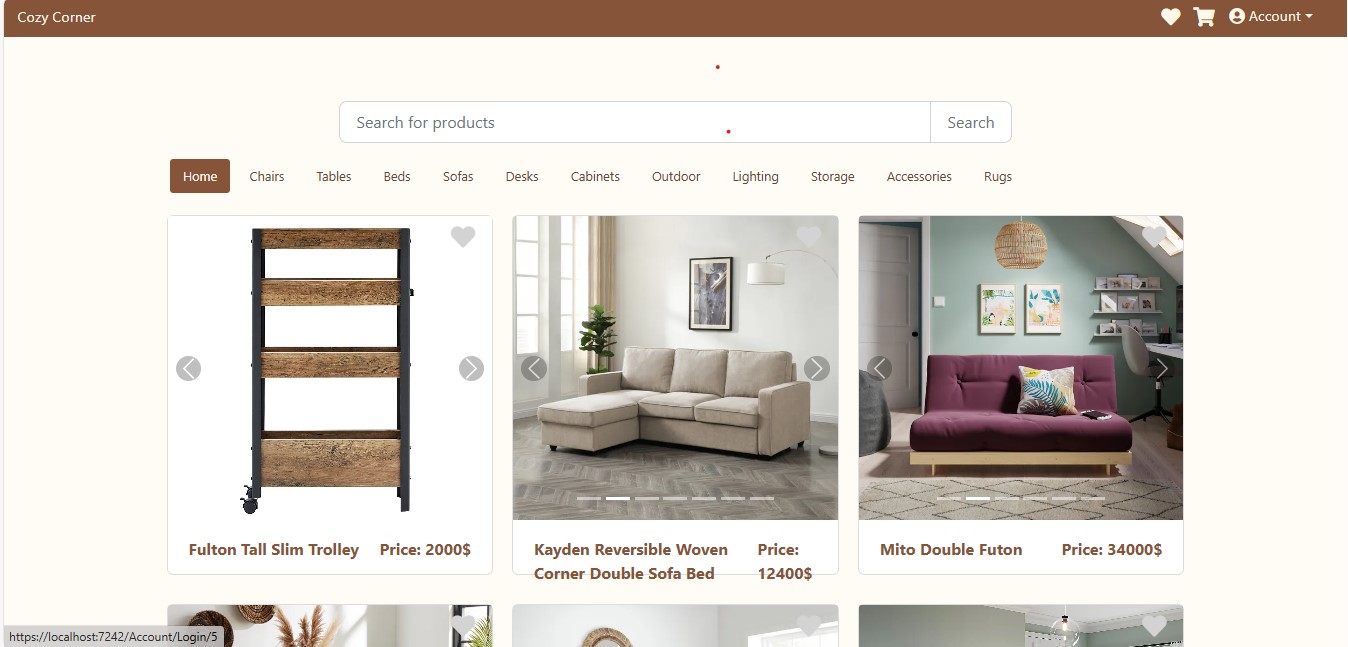 Cozy Corner
Account
Search for products
Search
Home Chairs Tables Beds Sofas Desks Cabinets Outdoor Lighting Storage Accessories Rugs
Fulton Tall Slim Trolley Price: 2000$
Kayden Reversible Woven
Corner Double Sofa Bed
Price:
12400$
Mito Double Futon Price: 34000$
https://localhost:7242/Account/Login/5